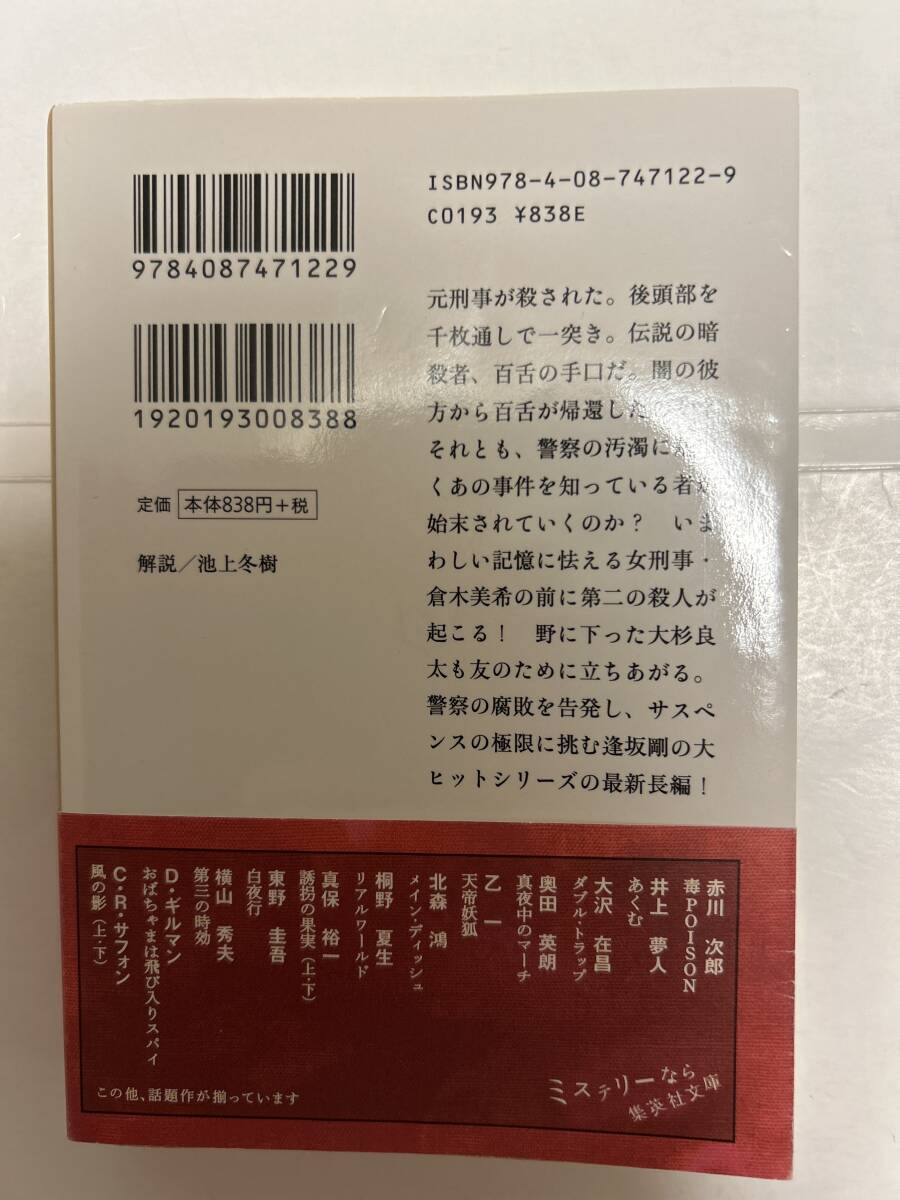 9784087471229
1920193008388
定価 本体838円+税
解説/池上冬樹
ISBN978-4-08-747122-9
C0193 ¥838E
元刑事が殺された。後頭部を
千枚通しで一突き。伝説の暗
殺者、百舌の手口だ。闇の彼
方から百舌が帰還した
それとも、警察の汚濁に
くあの事件を知っている者
始末されていくのか? いま
わしい記憶に怯える女刑事・
倉木美希の前に第二の殺人が
起こる! 野に下った大杉良
太も友のために立ちあがる。
警察の腐敗を告発し、サスペ
ンスの極限に挑む逢坂剛の大
ヒットシリーズの最新長編!
赤川 次郎
毒POISON
井上 夢人
あくむ
大沢 在昌
ダブル・トラップ
奥田 英朗
真夜中のマーチ
乙一
天帝妖狐
北森 鴻
メイン・ディッシュ
桐野 夏生
リアルワールド
真保 裕一
誘拐の果実(上・下)
東野 圭吾
白夜行
横山 秀夫
第三の時効
D・ギルマン
おばちゃまは飛び入りスパイ
C・R・サフォン
風の影(上・下)
ミステリーなら
集英社文庫
この他、話題作が揃っています